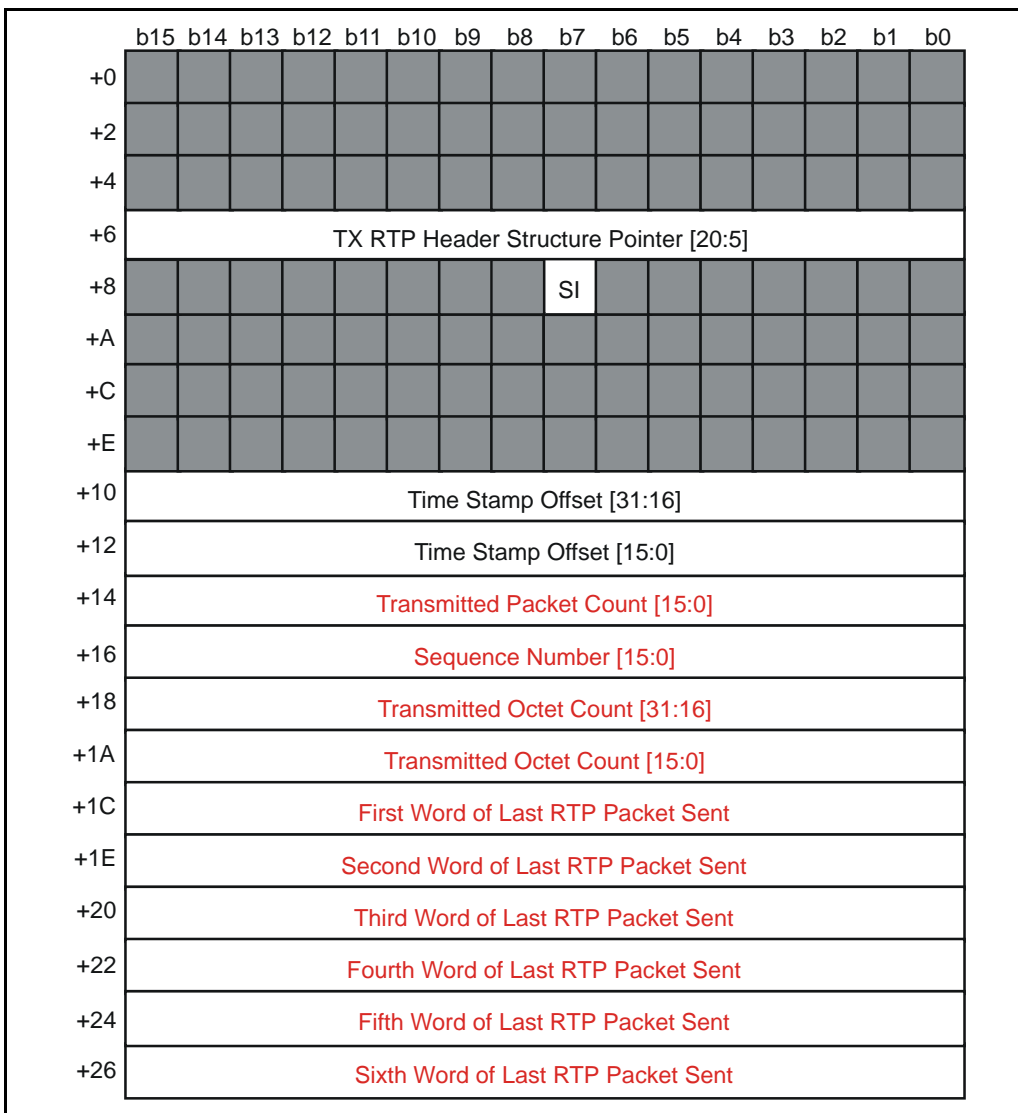 b15 b14 b13 b12 b11 b10 b9 b8 b7 b6 b5 b4 b3 b2 b1 b0
+0
+2
+4
+6 TX RTP Header Structure Pointer [20:5]
+8 SI
+A
+C
+E
+10 Time Stamp Offset [31:16]
+12 Time Stamp Offset [15:0]
+14 Transmitted Packet Count [15:0]
+16 Sequence Number [15:0]
+18 Transmitted Octet Count [31:16]
+1A Transmitted Octet Count [15:0]
+1C First Word of Last RTP Packet Sent
+1E Second Word of Last RTP Packet Sent
+20 Third Word of Last RTP Packet Sent
+22 Fourth Word of Last RTP Packet Sent
+24 Fifth Word of Last RTP Packet Sent
+26 Sixth Word of Last RTP Packet Sent